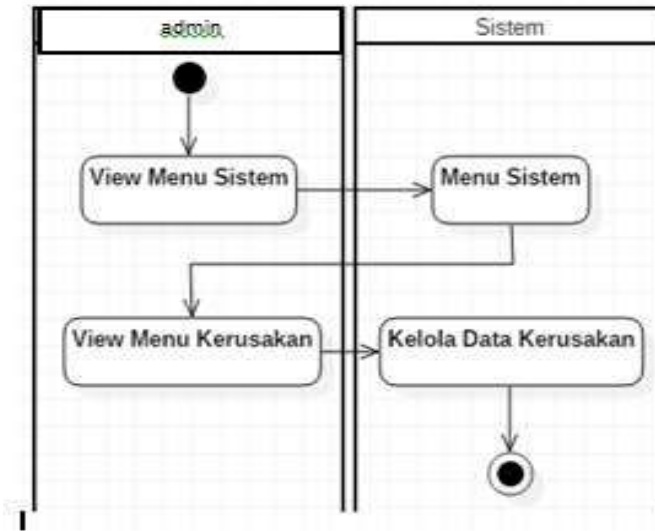 admin
Sistem
View Menu Sistem
Menu Sistem
View Menu Kerusakan
Kelola Data Kerusakan